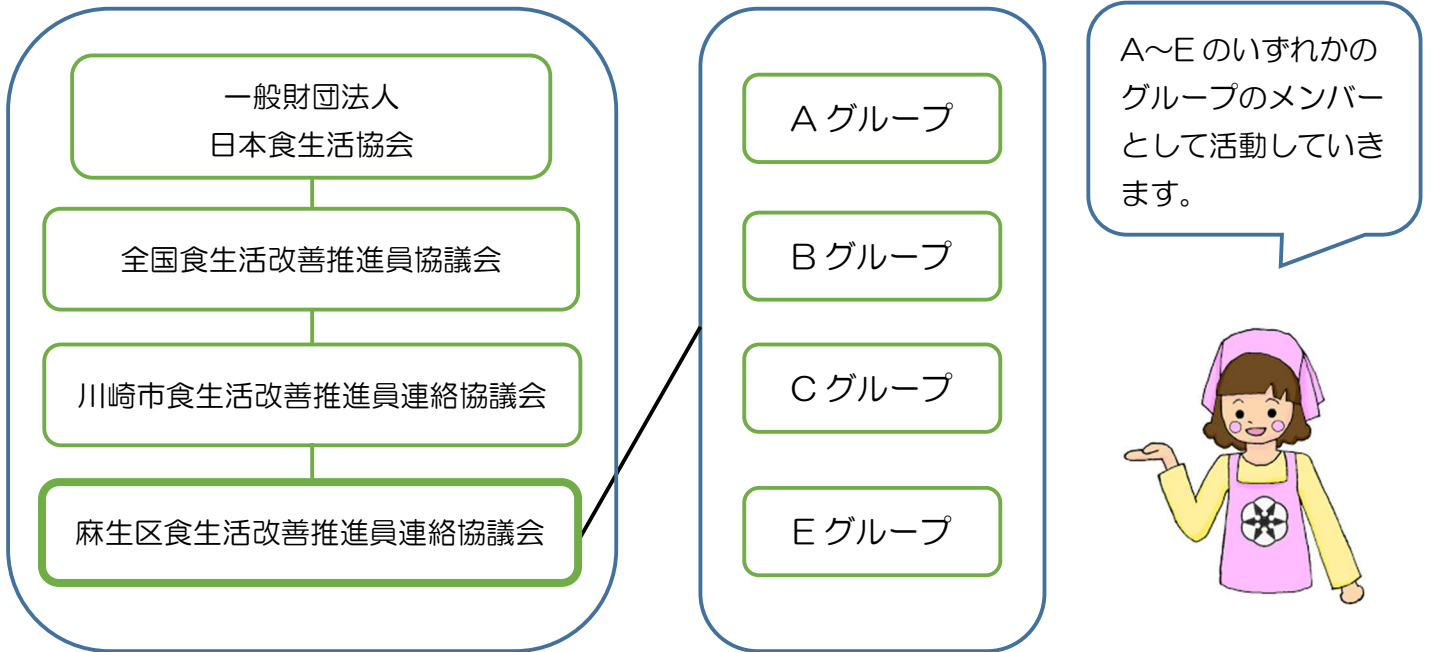 一般財団法人
日本食生活協会
全国食生活改善推進員協議会
川崎市食生活改善推進員連絡協議会
麻生区食生活改善推進員連絡協議会
A グループ
B グループ
C グループ
E グループ
A～E のいずれかの
グループのメンバー
として活動していき
ます。